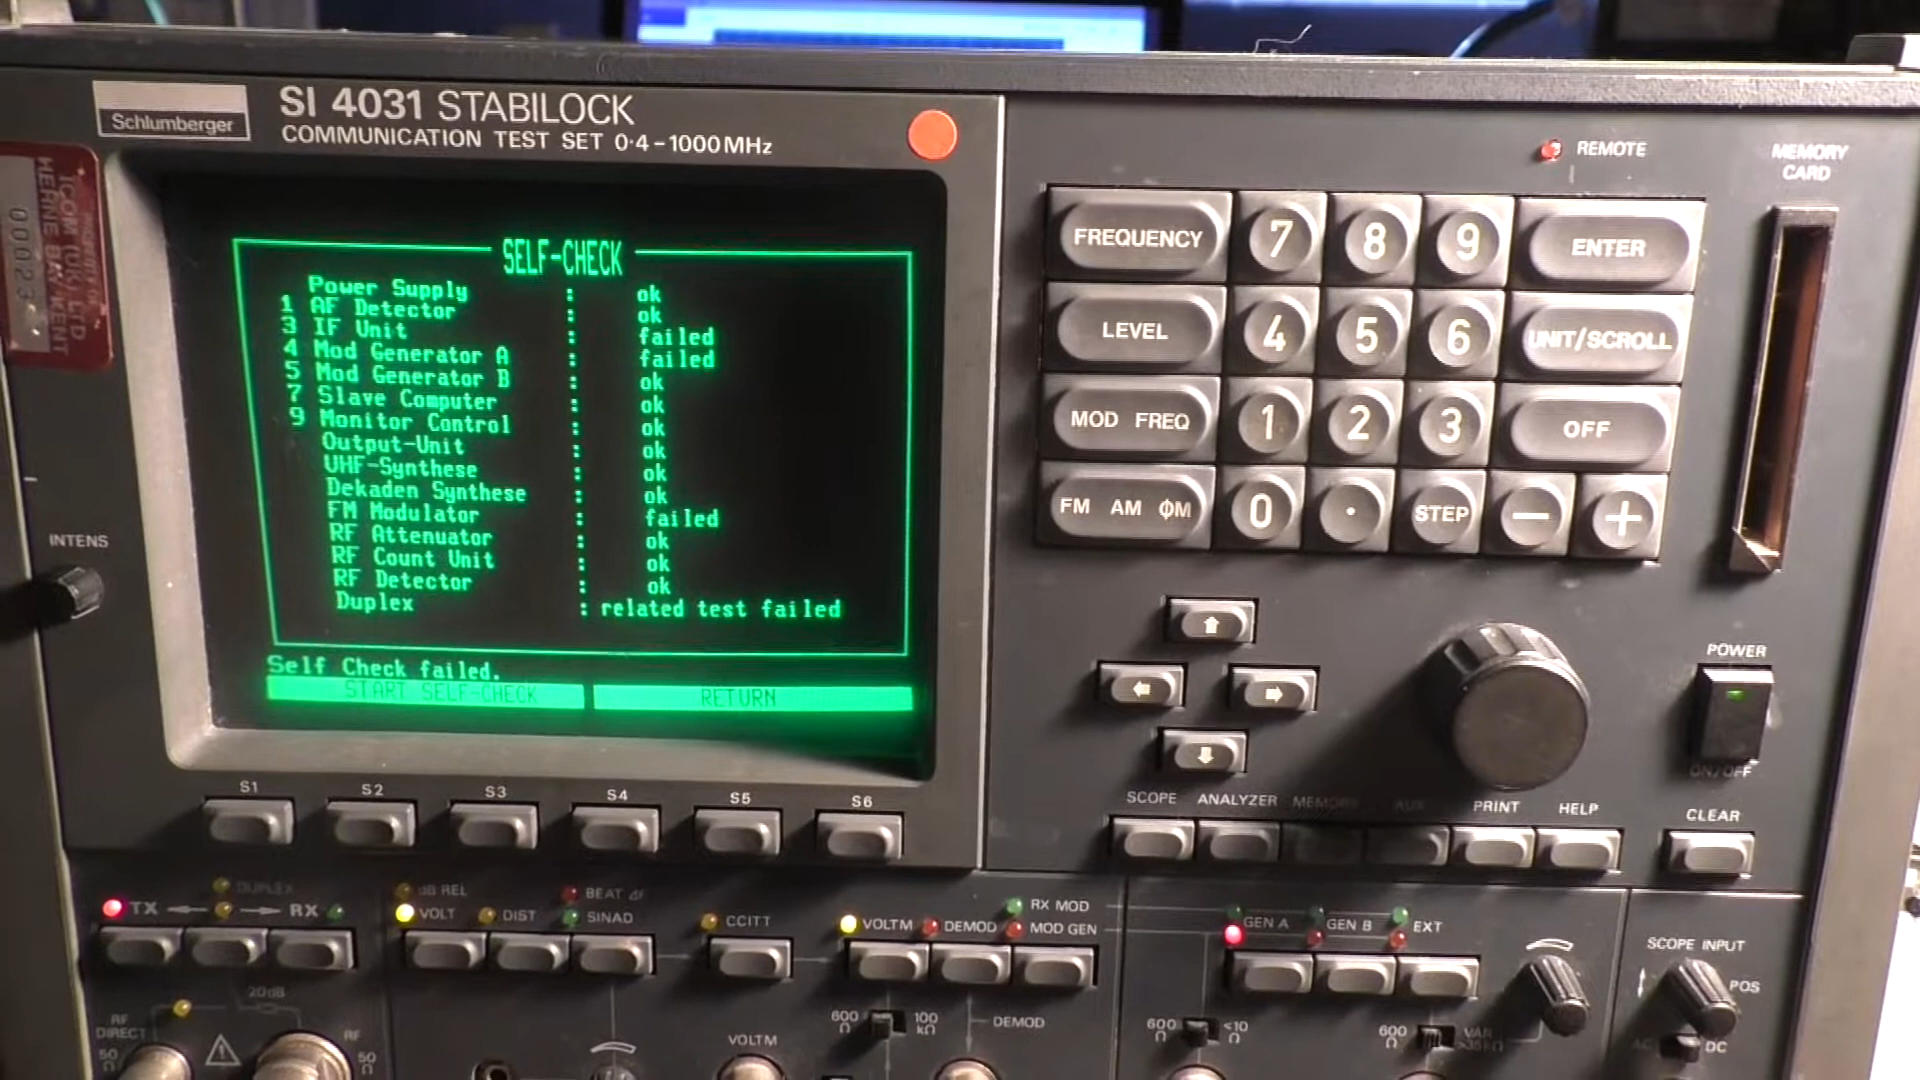 Schlumberger
SI 4031 STABILOCK
COMMUNICATION TEST SET 0·4-1000MHz
PROPERTY OF
ICOM (UK) LTD
HERNE BAY KENT
00023
SELF-CHECK
Power Supply : ok
1 AF Detector : ok
3 IF Unit : failed
4 Mod Generator A : failed
5 Mod Generator B : ok
7 Slave Computer : ok
9 Monitor Control : ok
Output-Unit : ok
UHF-Synthese : ok
Dekaden Synthese : ok
FM Modulator : failed
RF Attenuator : ok
RF Count Unit : ok
RF Detector : ok
Duplex : related test failed
Self Check failed.
START SELF-CHECK RETURN
INTENS
S1 S2 S3 S4 S5 S6
REMOTE
MEMORY
CARD
FREQUENCY 7 8 9 ENTER
LEVEL 4 5 6 UNIT/SCROLL
MOD FREQ 1 2 3 OFF
FM AM ΦM 0 · STEP − +
POWER
ON/OFF
SCOPE ANALYZER MEMORY AUX PRINT HELP CLEAR
DUPLEX
TX RX
dB REL BEAT Δf
VOLT DIST SINAD
CCITT
RX MOD
VOLTM DEMOD MOD GEN
GEN A GEN B EXT
SCOPE INPUT
POS
AC DC
20dB
RF
DIRECT
50
Ω
RF
50
Ω
600
Ω
100
kΩ
DEMOD
VOLTM
600
Ω
<10
Ω
600
Ω
VAR